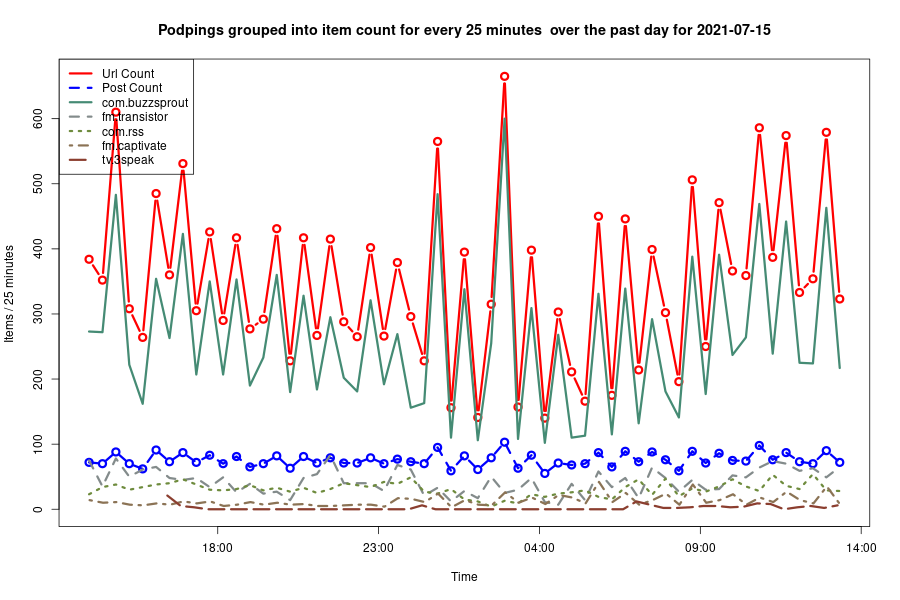 Podpings grouped into item count for every 25 minutes  over the past day for 2021-07-15
Url Count
Post Count
com.buzzsprout
fm.transistor
com.rss
fm.captivate
tv.3speak
Items / 25 minutes
0
100
200
300
400
500
600
18:00
23:00
04:00
09:00
14:00
Time